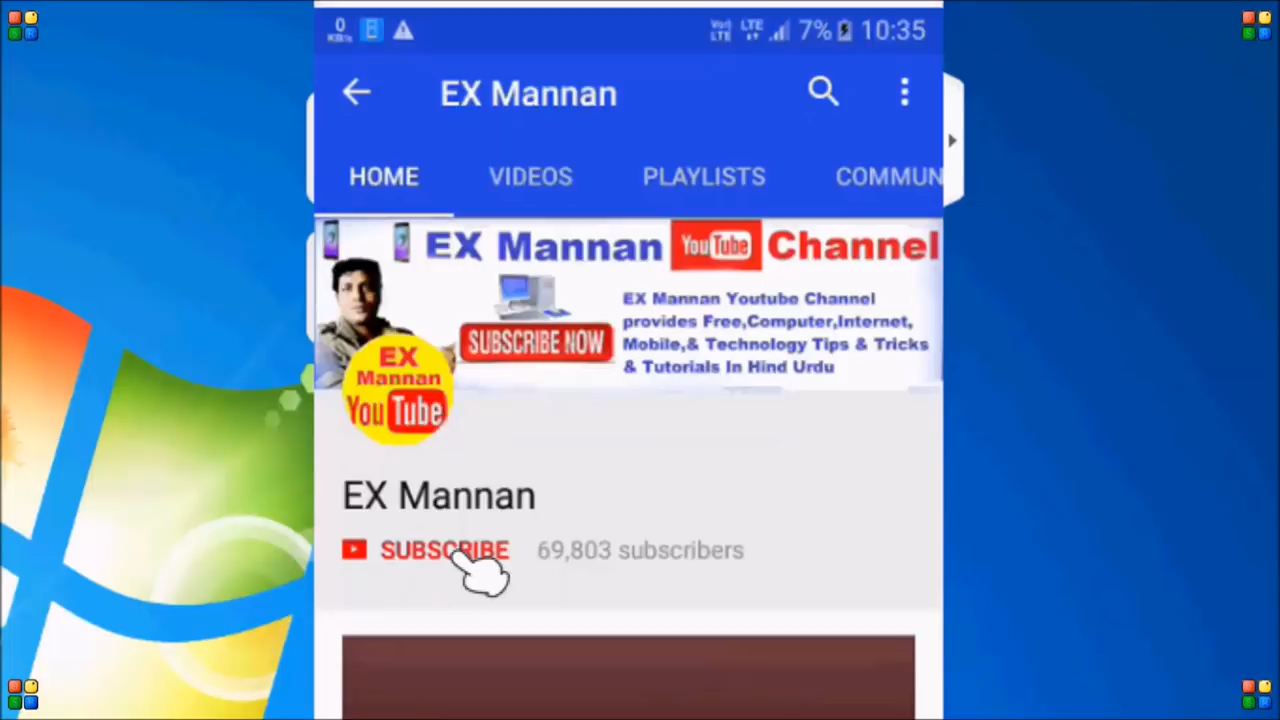 0
KB/s
VoI
LTE
LTE
7%
10:35
EX Mannan
HOME
VIDEOS
PLAYLISTS
COMMUN
EX Mannan YouTube Channel
EX Mannan Youtube Channel
provides Free,Computer,Internet,
Mobile,& Technology Tips & Tricks
& Tutorials In Hind Urdu
SUBSCRIBE NOW
EX
Mannan
YouTube
EX Mannan
SUBSCRIBE
69,803 subscribers